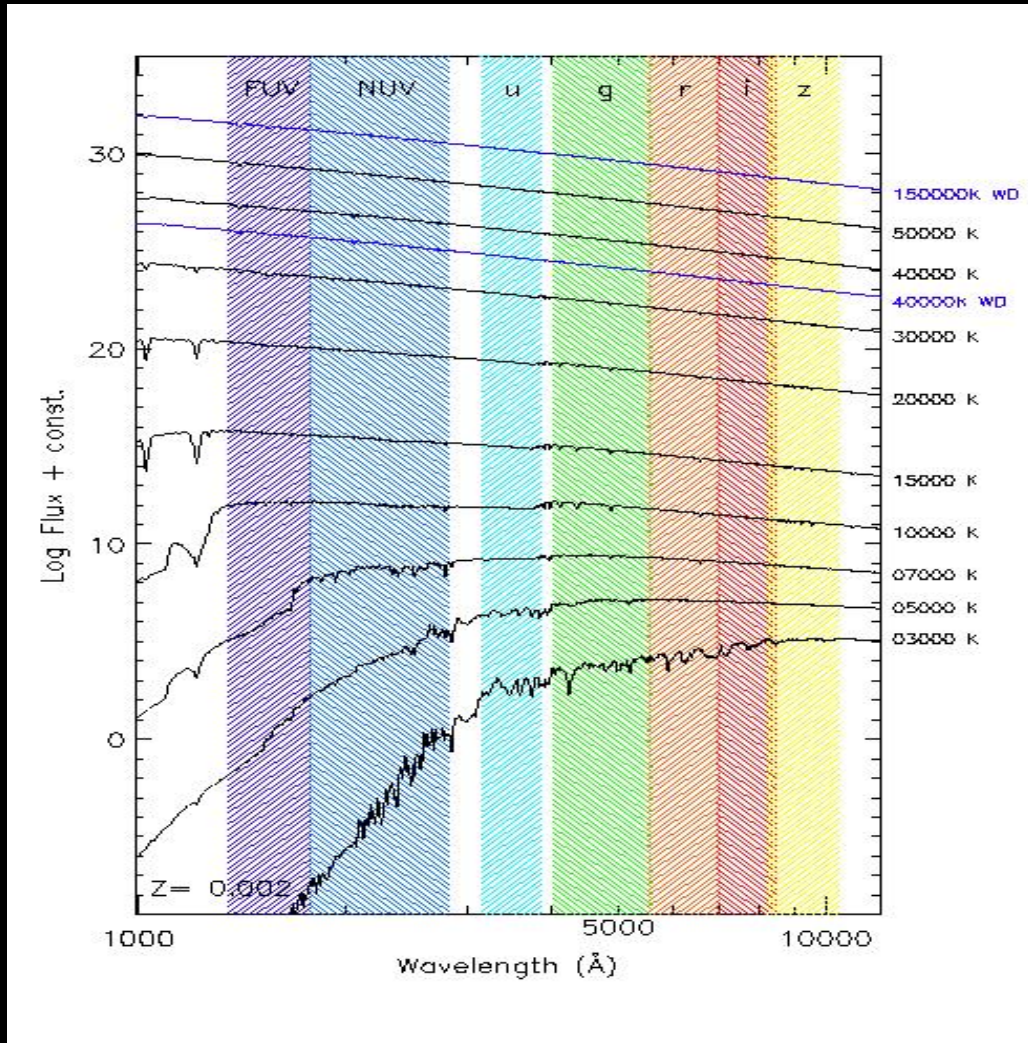 FUV NUV u g r i z
30
20
10
0
Log Flux + const.
150000K WD
50000 K
40000 K
40000K WD
30000 K
20000 K
15000 K
10000 K
07000 K
05000 K
03000 K
Z= 0.002
1000 5000 10000
Wavelength (Å)